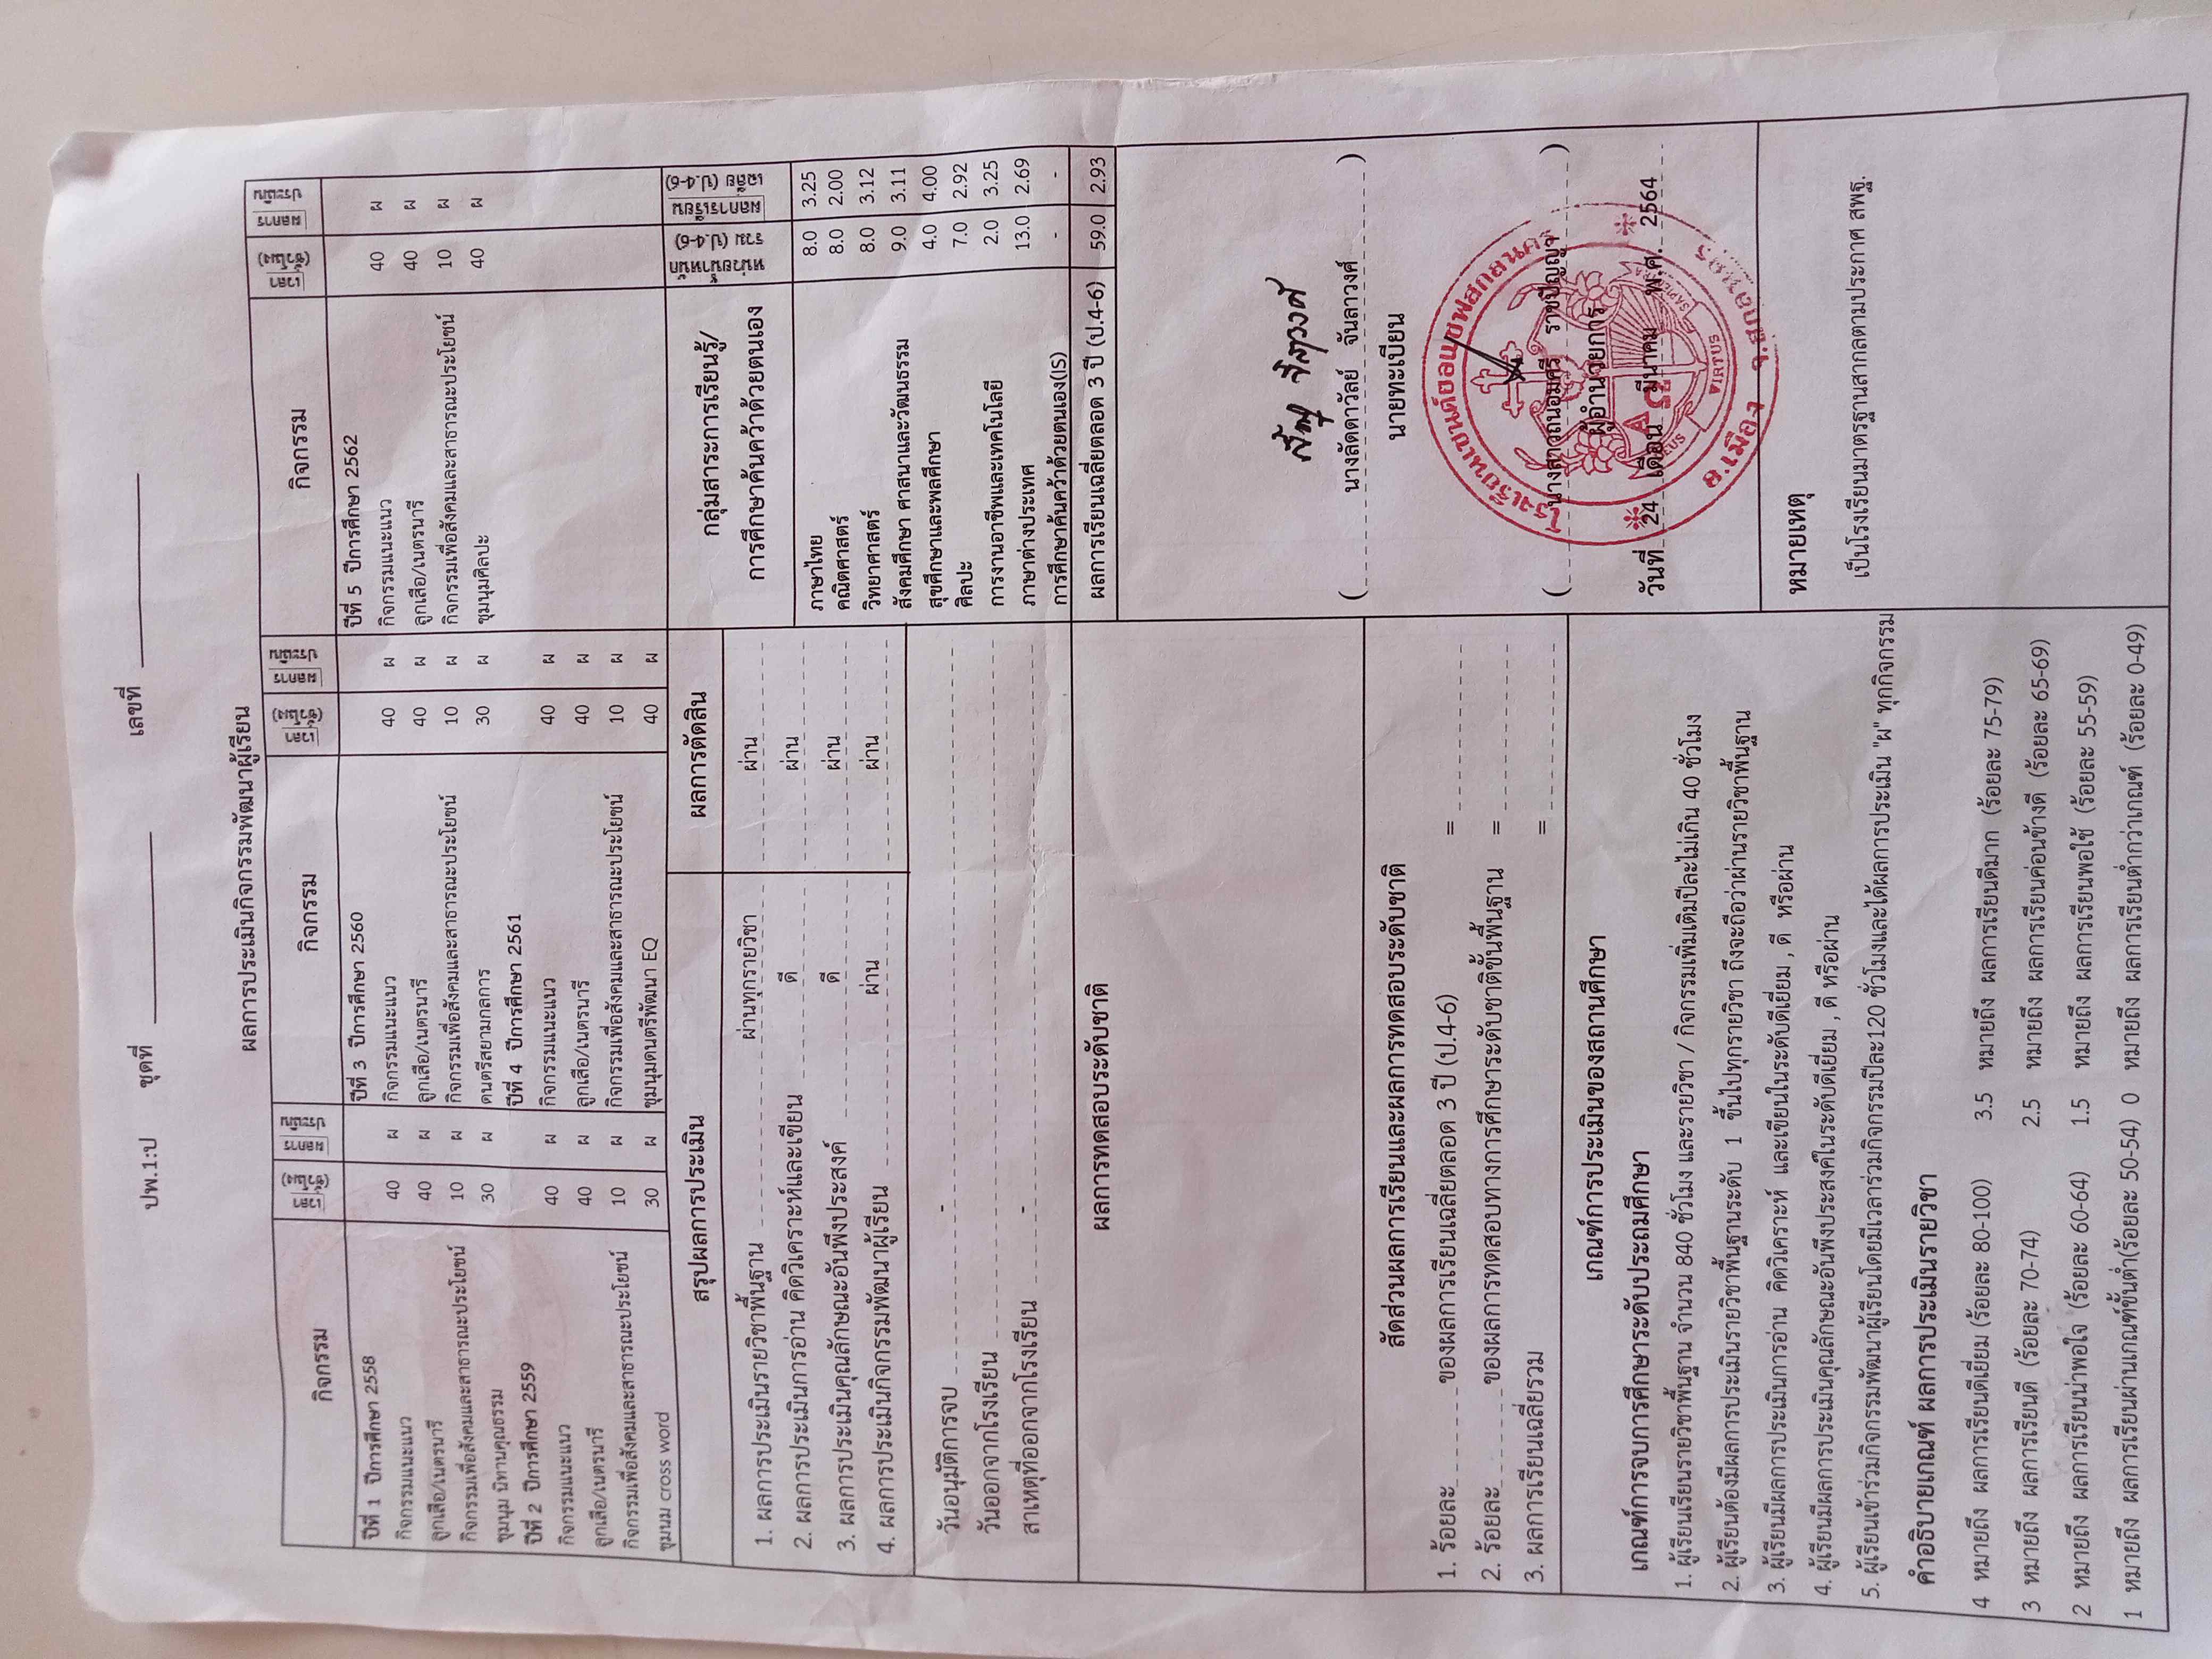 ปพ.1:ป ชุดที่ เลขที่
ผลการประเมินกิจกรรมพัฒนาผู้เรียน
กิจกรรม
เวลา (ชั่วโมง)
ผลการประเมิน
กิจกรรม
เวลา (ชั่วโมง)
ผลการประเมิน
กิจกรรม
เวลา (ชั่วโมง)
ผลการประเมิน
ปีที่ 1 ปีการศึกษา 2558
กิจกรรมแนะแนว 40 ผ
ลูกเสือ/เนตรนารี 40 ผ
กิจกรรมเพื่อสังคมและสาธารณะประโยชน์ 10 ผ
ชุมนุม นิทานคุณธรรม 30 ผ
ปีที่ 2 ปีการศึกษา 2559
กิจกรรมแนะแนว 40 ผ
ลูกเสือ/เนตรนารี 40 ผ
กิจกรรมเพื่อสังคมและสาธารณะประโยชน์ 10 ผ
ชุมนุม cross word 30 ผ
ปีที่ 3 ปีการศึกษา 2560
กิจกรรมแนะแนว 40 ผ
ลูกเสือ/เนตรนารี 40 ผ
กิจกรรมเพื่อสังคมและสาธารณะประโยชน์ 10 ผ
ดนตรีสยามกลการ 30 ผ
ปีที่ 4 ปีการศึกษา 2561
กิจกรรมแนะแนว 40 ผ
ลูกเสือ/เนตรนารี 40 ผ
กิจกรรมเพื่อสังคมและสาธารณะประโยชน์ 10 ผ
ชุมนุมดนตรีพัฒนา EQ 40 ผ
ปีที่ 5 ปีการศึกษา 2562
กิจกรรมแนะแนว 40 ผ
ลูกเสือ/เนตรนารี 40 ผ
กิจกรรมเพื่อสังคมและสาธารณะประโยชน์ 10 ผ
ชุมนุมศิลปะ 40 ผ
สรุปผลการประเมิน ผลการตัดสิน
1. ผลการประเมินรายวิชาพื้นฐาน ผ่านทุกรายวิชา ผ่าน
2. ผลการประเมินการอ่าน คิดวิเคราะห์และเขียน ดี ผ่าน
3. ผลการประเมินคุณลักษณะอันพึงประสงค์ ดี ผ่าน
4. ผลการประเมินกิจกรรมพัฒนาผู้เรียน ผ่าน ผ่าน
วันอนุมัติการจบ -
วันออกจากโรงเรียน
สาเหตุที่ออกจากโรงเรียน -
ผลการทดสอบระดับชาติ
สัดส่วนผลการเรียนและผลการทดสอบระดับชาติ
1. ร้อยละ ของผลการเรียนเฉลี่ยตลอด 3 ปี (ป.4-6) =
2. ร้อยละ ของผลการทดสอบทางการศึกษาระดับชาติขั้นพื้นฐาน =
3. ผลการเรียนเฉลี่ยรวม =
เกณฑ์การประเมินของสถานศึกษา
เกณฑ์การจบการศึกษาระดับประถมศึกษา
1. ผู้เรียนเรียนรายวิชาพื้นฐาน จำนวน 840 ชั่วโมง และรายวิชา / กิจกรรมเพิ่มเติมปีละไม่เกิน 40 ชั่วโมง
2. ผู้เรียนต้องมีผลการประเมินรายวิชาพื้นฐานระดับ 1 ขึ้นไปทุกรายวิชา ถึงจะถือว่าผ่านรายวิชาพื้นฐาน
3. ผู้เรียนมีผลการประเมินการอ่าน คิดวิเคราะห์ และเขียนในระดับดีเยี่ยม , ดี หรือผ่าน
4. ผู้เรียนมีผลการประเมินคุณลักษณะอันพึงประสงค์ในระดับดีเยี่ยม , ดี หรือผ่าน
5. ผู้เรียนเข้าร่วมกิจกรรมพัฒนาผู้เรียนโดยมีเวลาร่วมกิจกรรมปีละ120 ชั่วโมงและได้ผลการประเมิน "ผ" ทุกกิจกรรม
คำอธิบายเกณฑ์ ผลการประเมินรายวิชา
4 หมายถึง ผลการเรียนดีเยี่ยม (ร้อยละ 80-100) 3.5 หมายถึง ผลการเรียนดีมาก (ร้อยละ 75-79)
3 หมายถึง ผลการเรียนดี (ร้อยละ 70-74) 2.5 หมายถึง ผลการเรียนค่อนข้างดี (ร้อยละ 65-69)
2 หมายถึง ผลการเรียนน่าพอใจ (ร้อยละ 60-64) 1.5 หมายถึง ผลการเรียนพอใช้ (ร้อยละ 55-59)
1 หมายถึง ผลการเรียนผ่านเกณฑ์ขั้นต่ำ(ร้อยละ 50-54) 0 หมายถึง ผลการเรียนต่ำกว่าเกณฑ์ (ร้อยละ 0-49)
กลุ่มสาระการเรียนรู้/
การศึกษาค้นคว้าด้วยตนเอง
หน่วยน้ำหนัก รวม (ป.4-6)
ผลการเรียน เฉลี่ย (ป.4-6)
ภาษาไทย 8.0 3.25
คณิตศาสตร์ 8.0 2.00
วิทยาศาสตร์ 8.0 3.12
สังคมศึกษา ศาสนาและวัฒนธรรม 9.0 3.11
สุขศึกษาและพลศึกษา 4.0 4.00
ศิลปะ 7.0 2.92
การงานอาชีพและเทคโนโลยี 2.0 3.25
ภาษาต่างประเทศ 13.0 2.69
การศึกษาค้นคว้าด้วยตนเอง(IS) - -
ผลการเรียนเฉลี่ยตลอด 3 ปี (ป.4-6) 59.0 2.93
( นางลัดดาวัลย์ จันลาวงศ์ )
นายทะเบียน
( นางสาวถนอมศรี ราชปัญญา )
ผู้อำนวยการ
วันที่ 24 เดือน มีนาคม พ.ศ. 2564
โรงเรียนเซนต์ยอแซฟสกลนคร
อ.เมือง จ.สกลนคร
DEUS VIRTUS
หมายเหตุ
เป็นโรงเรียนมาตรฐานสากลตามประกาศ สพฐ.